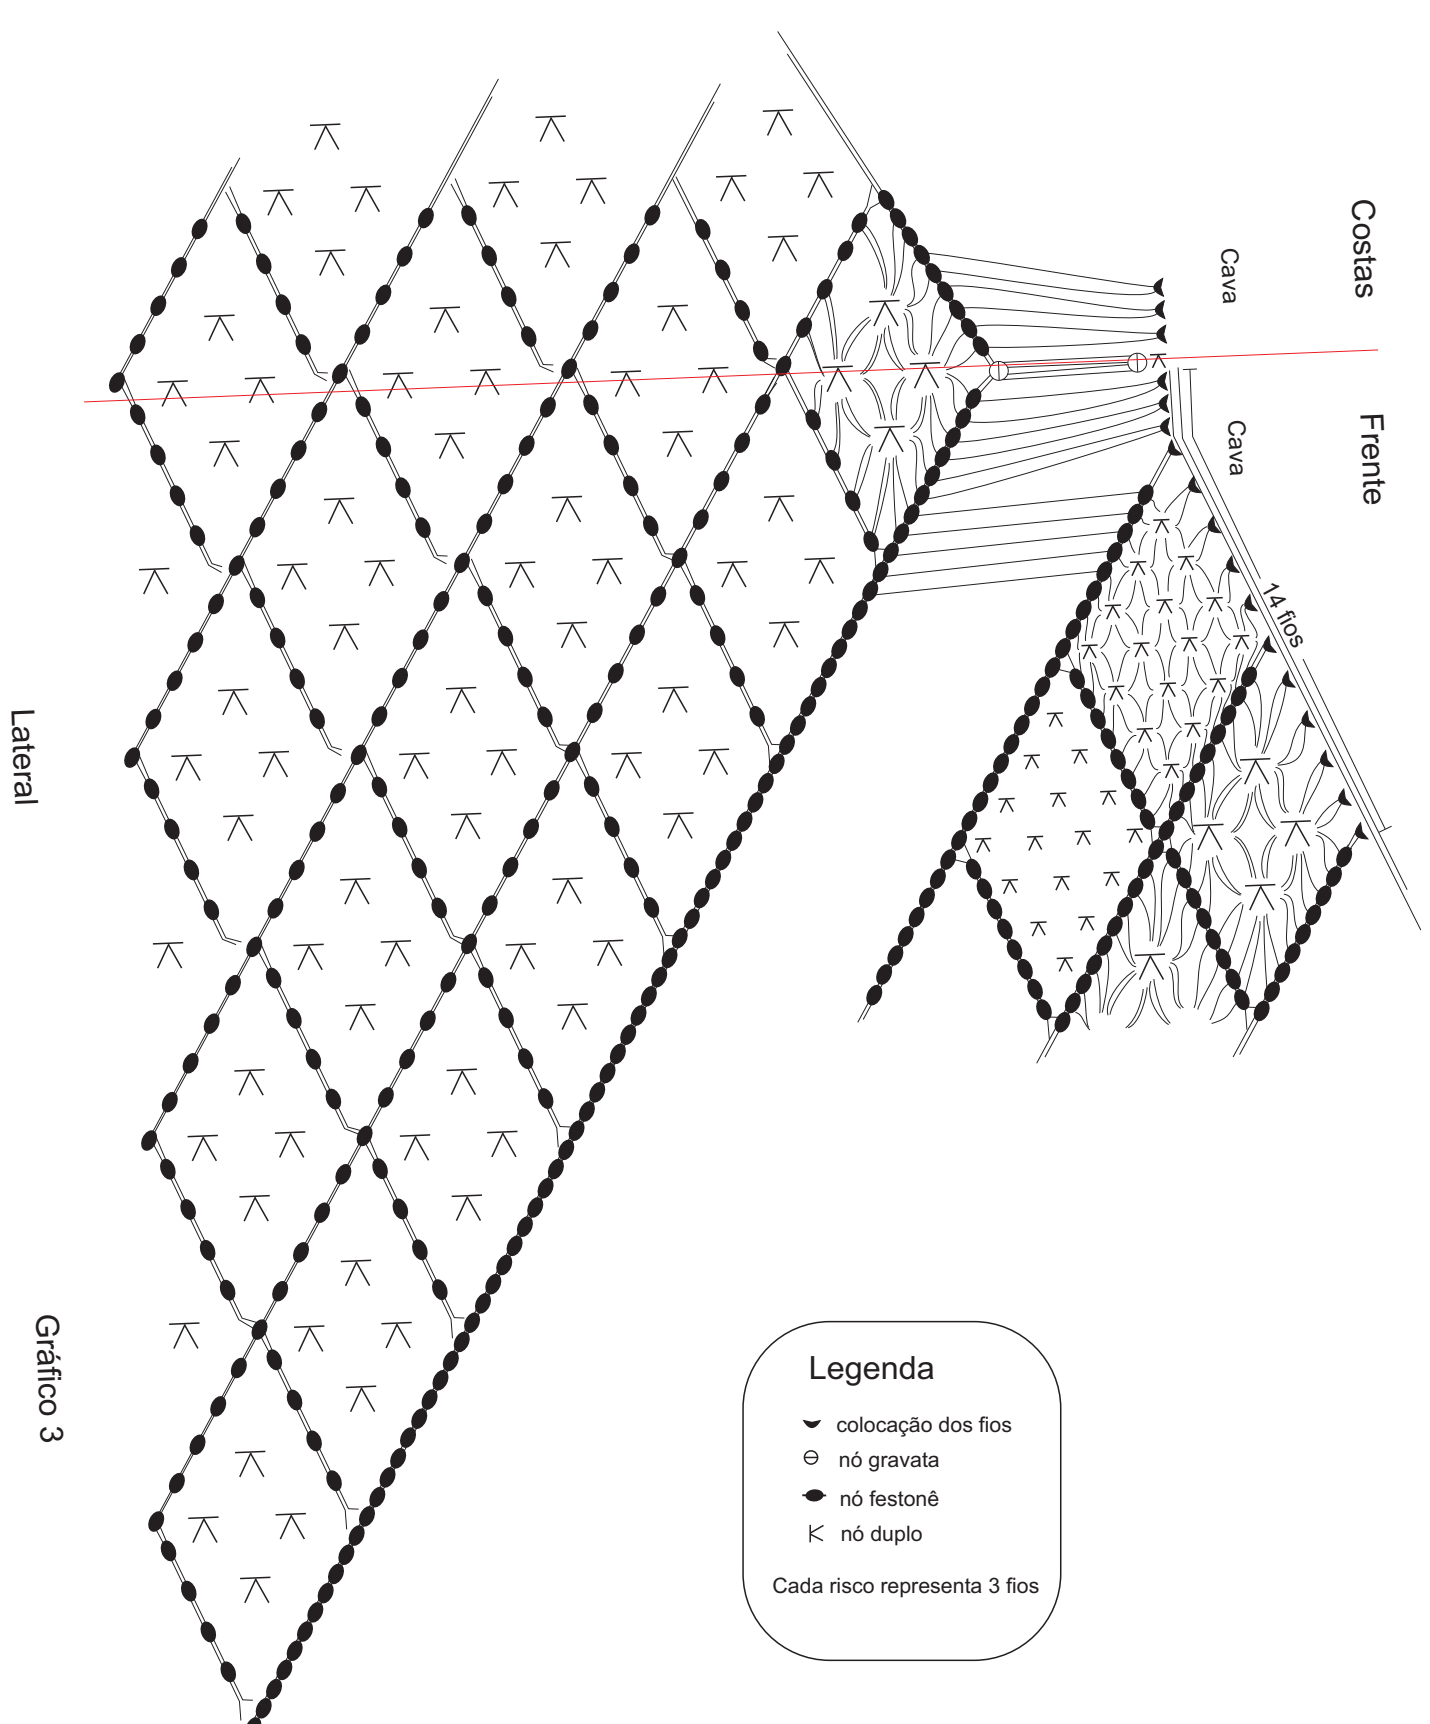 Costas
Cava
Frente
Cava
14 fios
Lateral
Gráfico 3
Legenda
colocação dos fios
nó gravata
nó festonê
nó duplo
Cada risco representa 3 fios